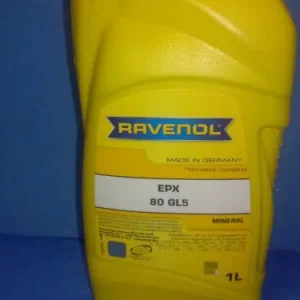 RAVENOL
MADE IN GERMANY
EPX
80 GL5
MINERAL
1L